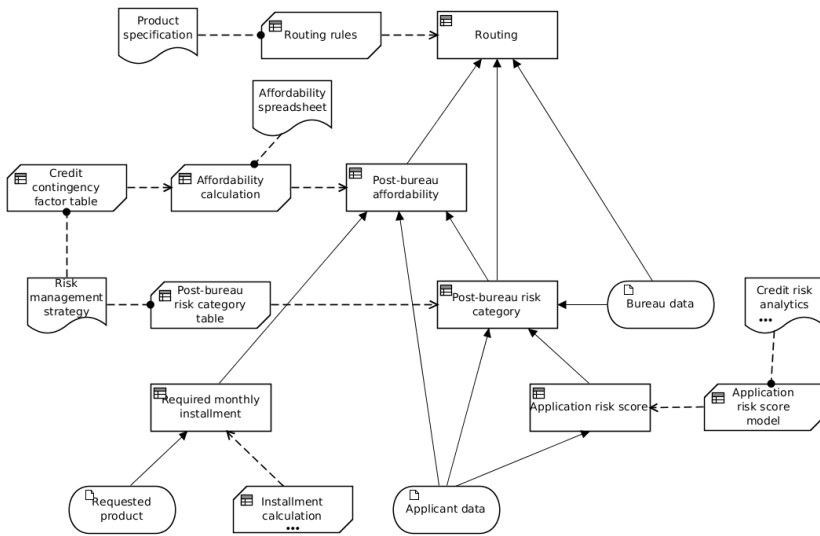 Product
specification
Routing rules
Routing
Affordability
spreadsheet
Credit
contingency
factor table
Affordability
calculation
Post-bureau
affordability
Risk
management
strategy
Post-bureau
risk category
table
Post-bureau risk
category
Bureau data
Credit risk
analytics
...
Required monthly
installment
Application risk score
Application
risk score
model
Requested
product
Installment
calculation
...
Applicant data